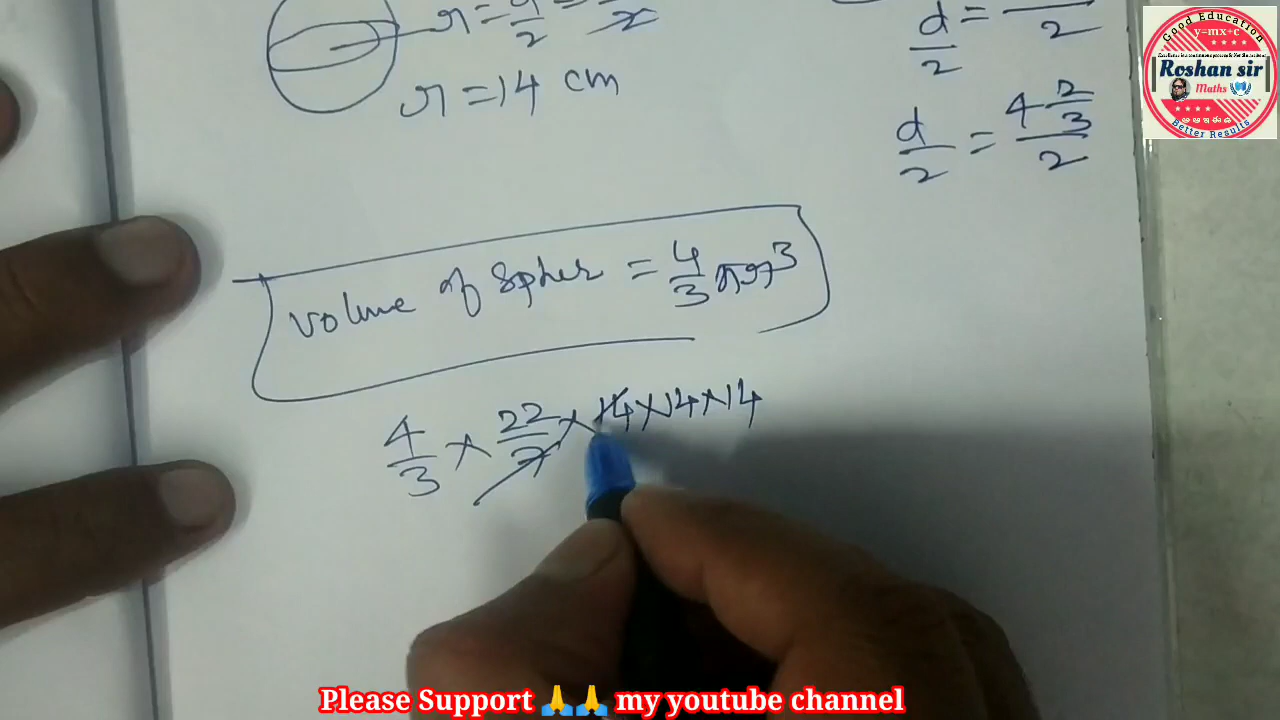 r = d/2 =
r = 14 cm
d/2 = /2
d/2 = 4 2/3 / 2
Volume of Spher = 4/3 πr³
4/3 × 22/7 × 14 × 14 × 14
Good Education
y=mx+c
Roshan sir
Maths
Better Results
Please Support 🙏🙏 my youtube channel